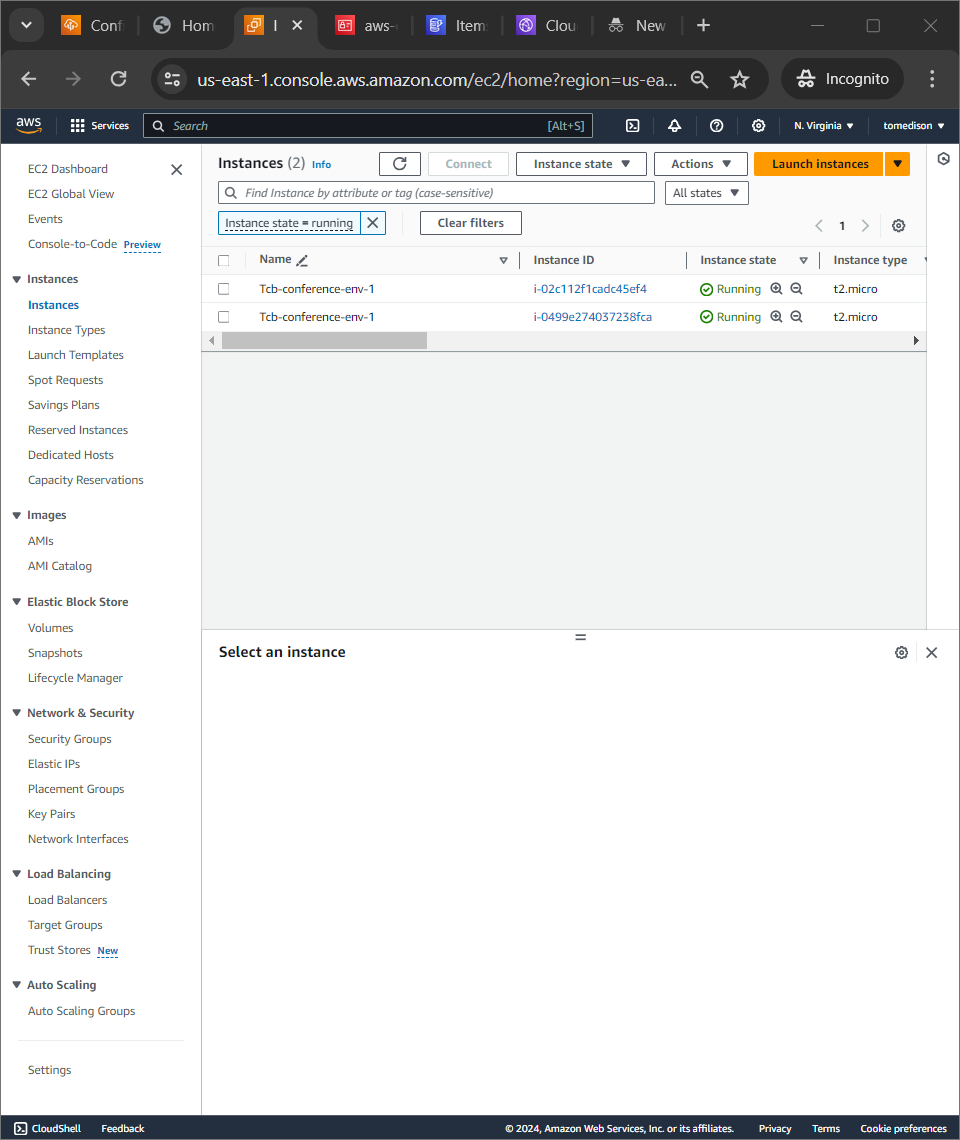 Conf
Hom
I
aws-
Item
Clou
New
us-east-1.console.aws.amazon.com/ec2/home?region=us-ea...
Incognito
aws
Services
Search
[Alt+S]
N. Virginia
tomedison
EC2 Dashboard
EC2 Global View
Events
Console-to-Code Preview
Instances
Instances
Instance Types
Launch Templates
Spot Requests
Savings Plans
Reserved Instances
Dedicated Hosts
Capacity Reservations
Images
AMIs
AMI Catalog
Elastic Block Store
Volumes
Snapshots
Lifecycle Manager
Network & Security
Security Groups
Elastic IPs
Placement Groups
Key Pairs
Network Interfaces
Load Balancing
Load Balancers
Target Groups
Trust Stores New
Auto Scaling
Auto Scaling Groups
Settings
Instances (2) Info
Connect
Instance state
Actions
Launch instances
Find Instance by attribute or tag (case-sensitive)
All states
Instance state = running
Clear filters
1
Name Instance ID Instance state Instance type
Tcb-conference-env-1 i-02c112f1cadc45ef4 Running t2.micro
Tcb-conference-env-1 i-0499e274037238fca Running t2.micro
Select an instance
CloudShell
Feedback
© 2024, Amazon Web Services, Inc. or its affiliates.
Privacy
Terms
Cookie preferences